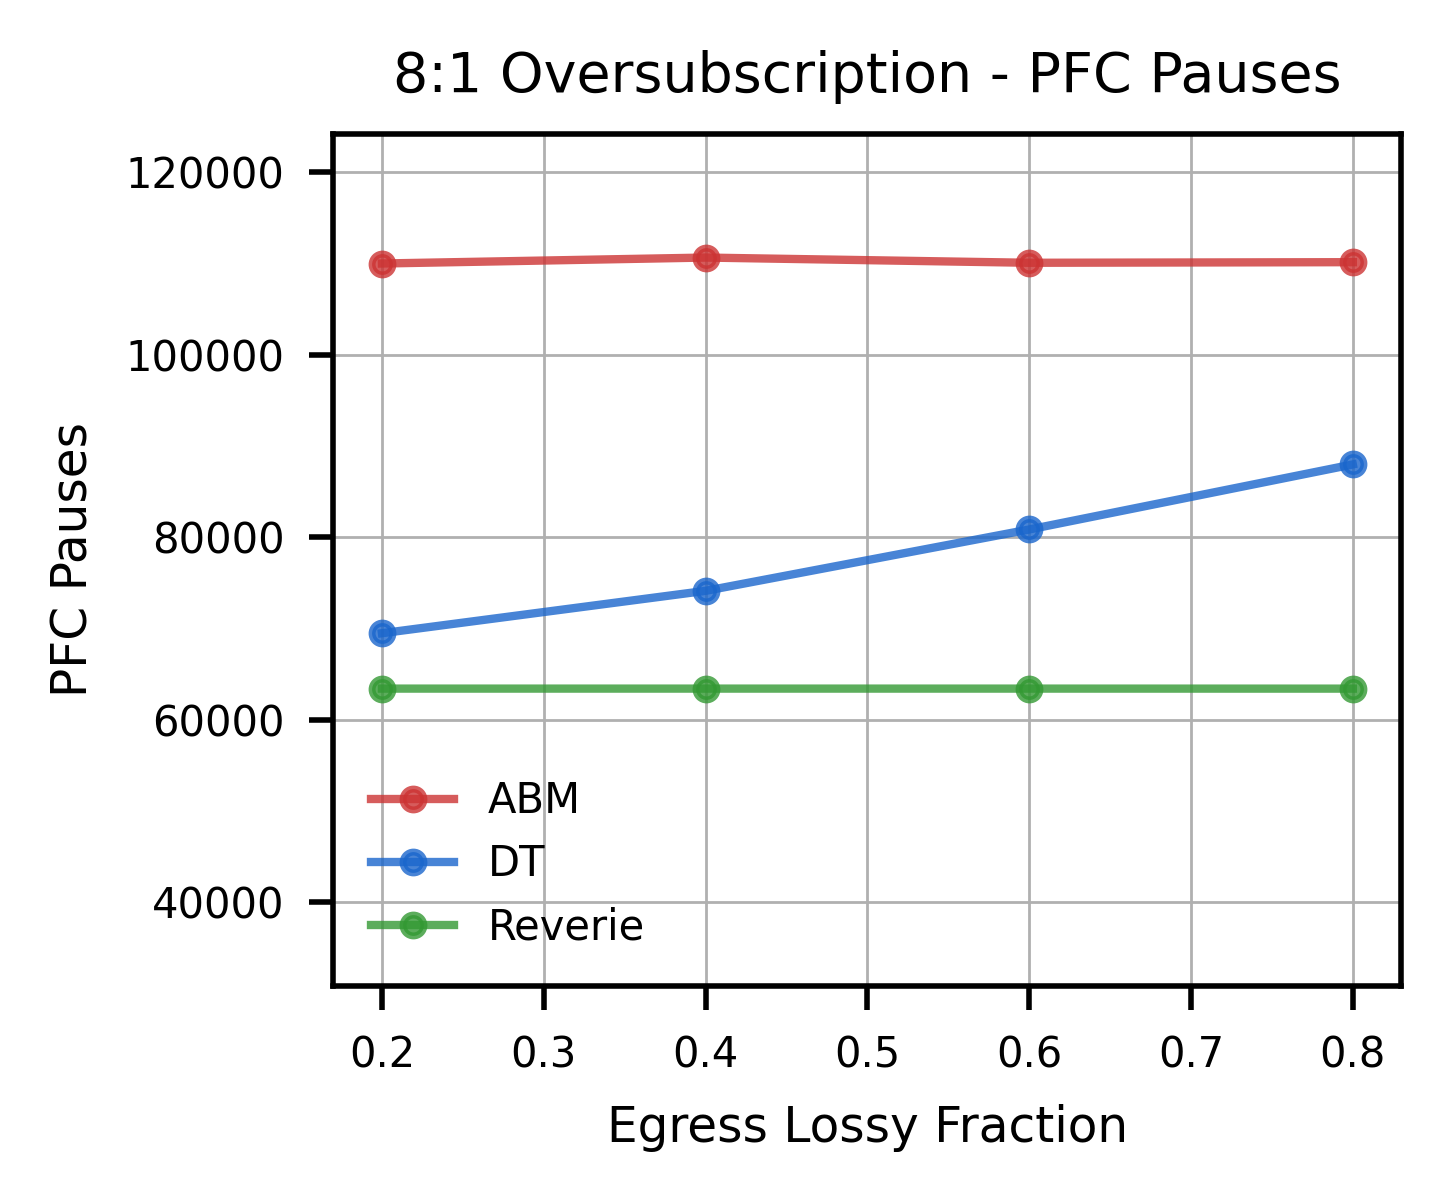 8:1 Oversubscription - PFC Pauses
PFC Pauses
120000
100000
80000
60000
40000
ABM
DT
Reverie
0.2 0.3 0.4 0.5 0.6 0.7 0.8
Egress Lossy Fraction